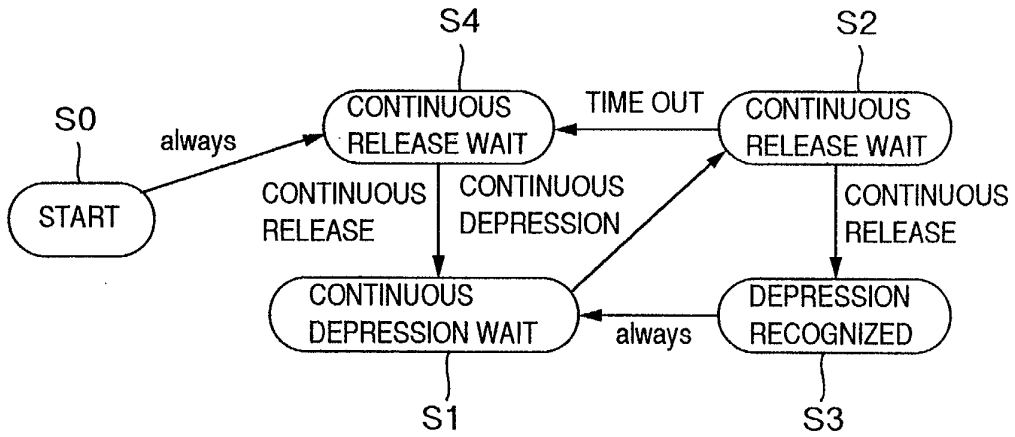 S4
S2
S0
always
CONTINUOUS
RELEASE WAIT
TIME OUT
CONTINUOUS
RELEASE WAIT
START
CONTINUOUS
RELEASE
CONTINUOUS
DEPRESSION
CONTINUOUS
RELEASE
CONTINUOUS
DEPRESSION WAIT
always
DEPRESSION
RECOGNIZED
S1
S3